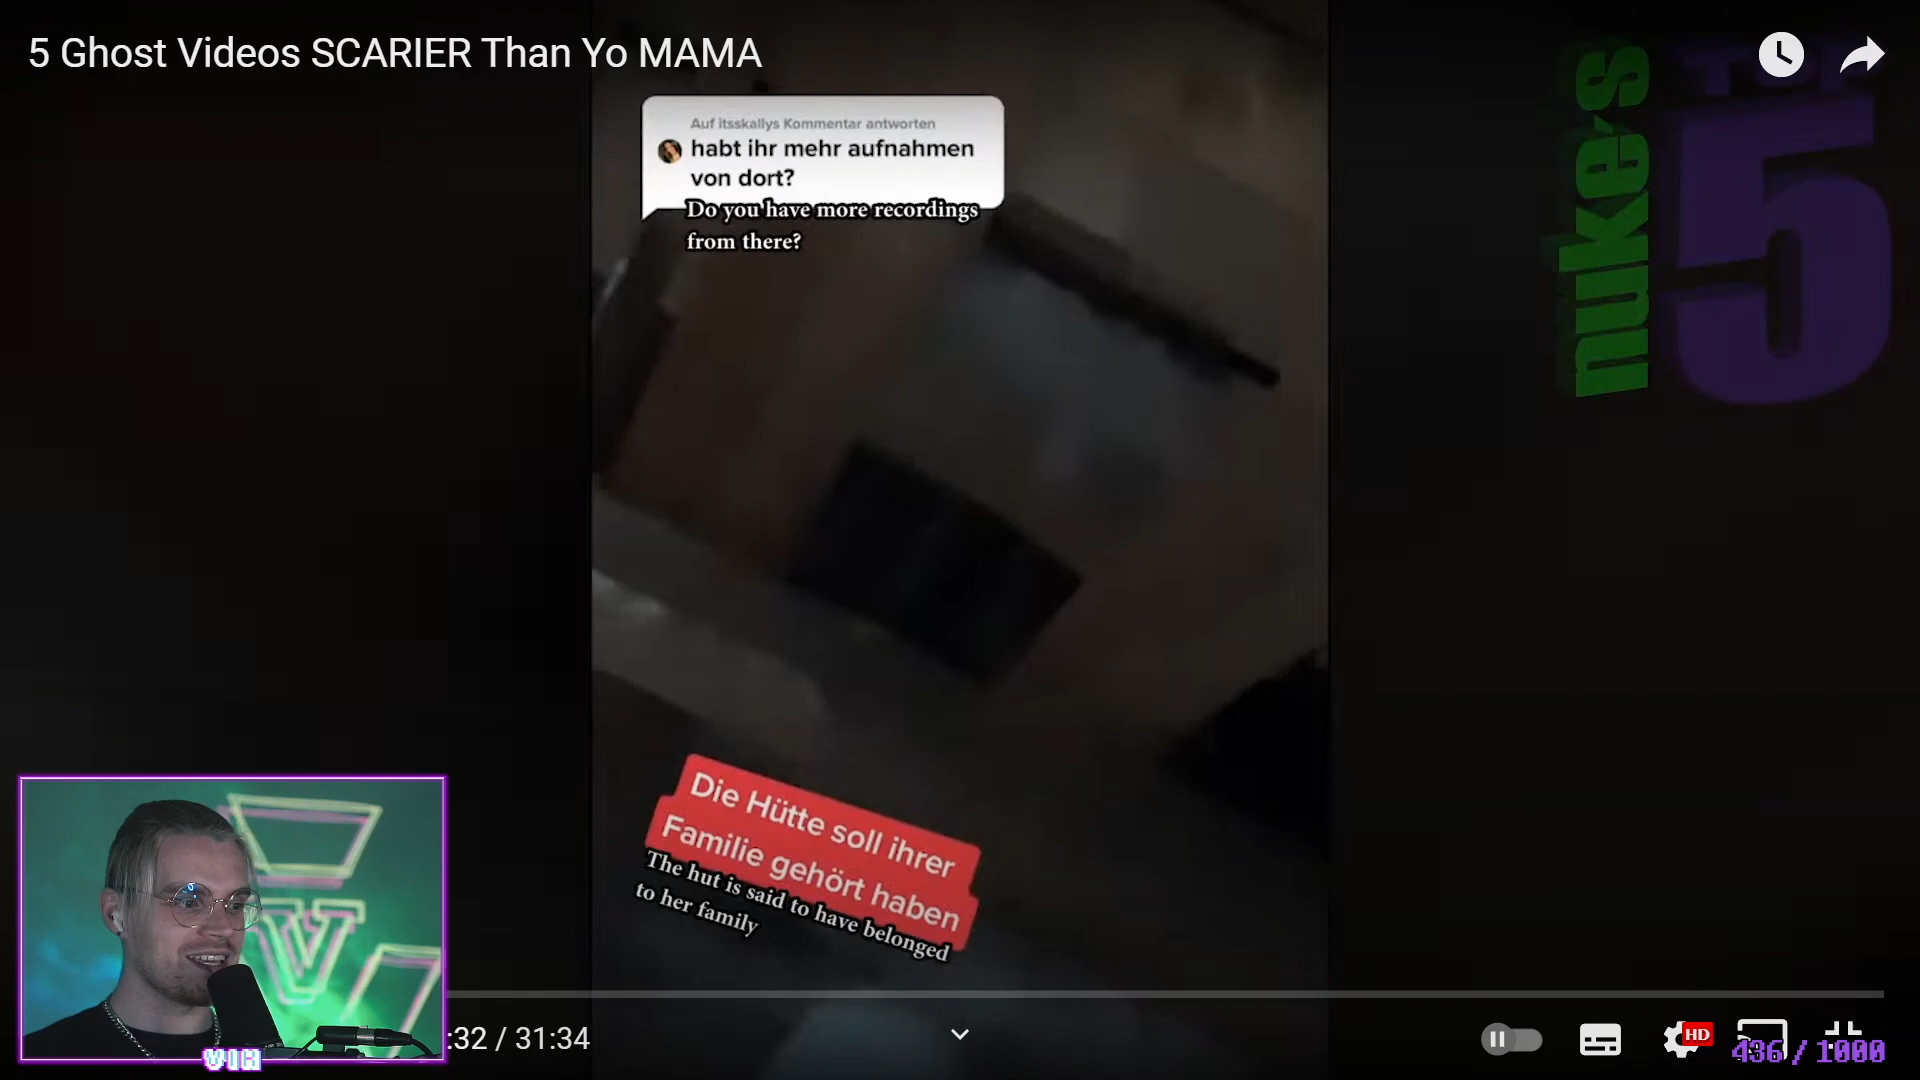 5 Ghost Videos SCARIER Than Yo MAMA
Auf itsskallys Kommentar antworten
habt ihr mehr aufnahmen
von dort?
Do you have more recordings
from there?
nuke's
TOP
5
Die Hütte soll ihrer
Familie gehört haben
The hut is said to have belonged
to her family
:32 / 31:34
HD
436 / 1000
VIH